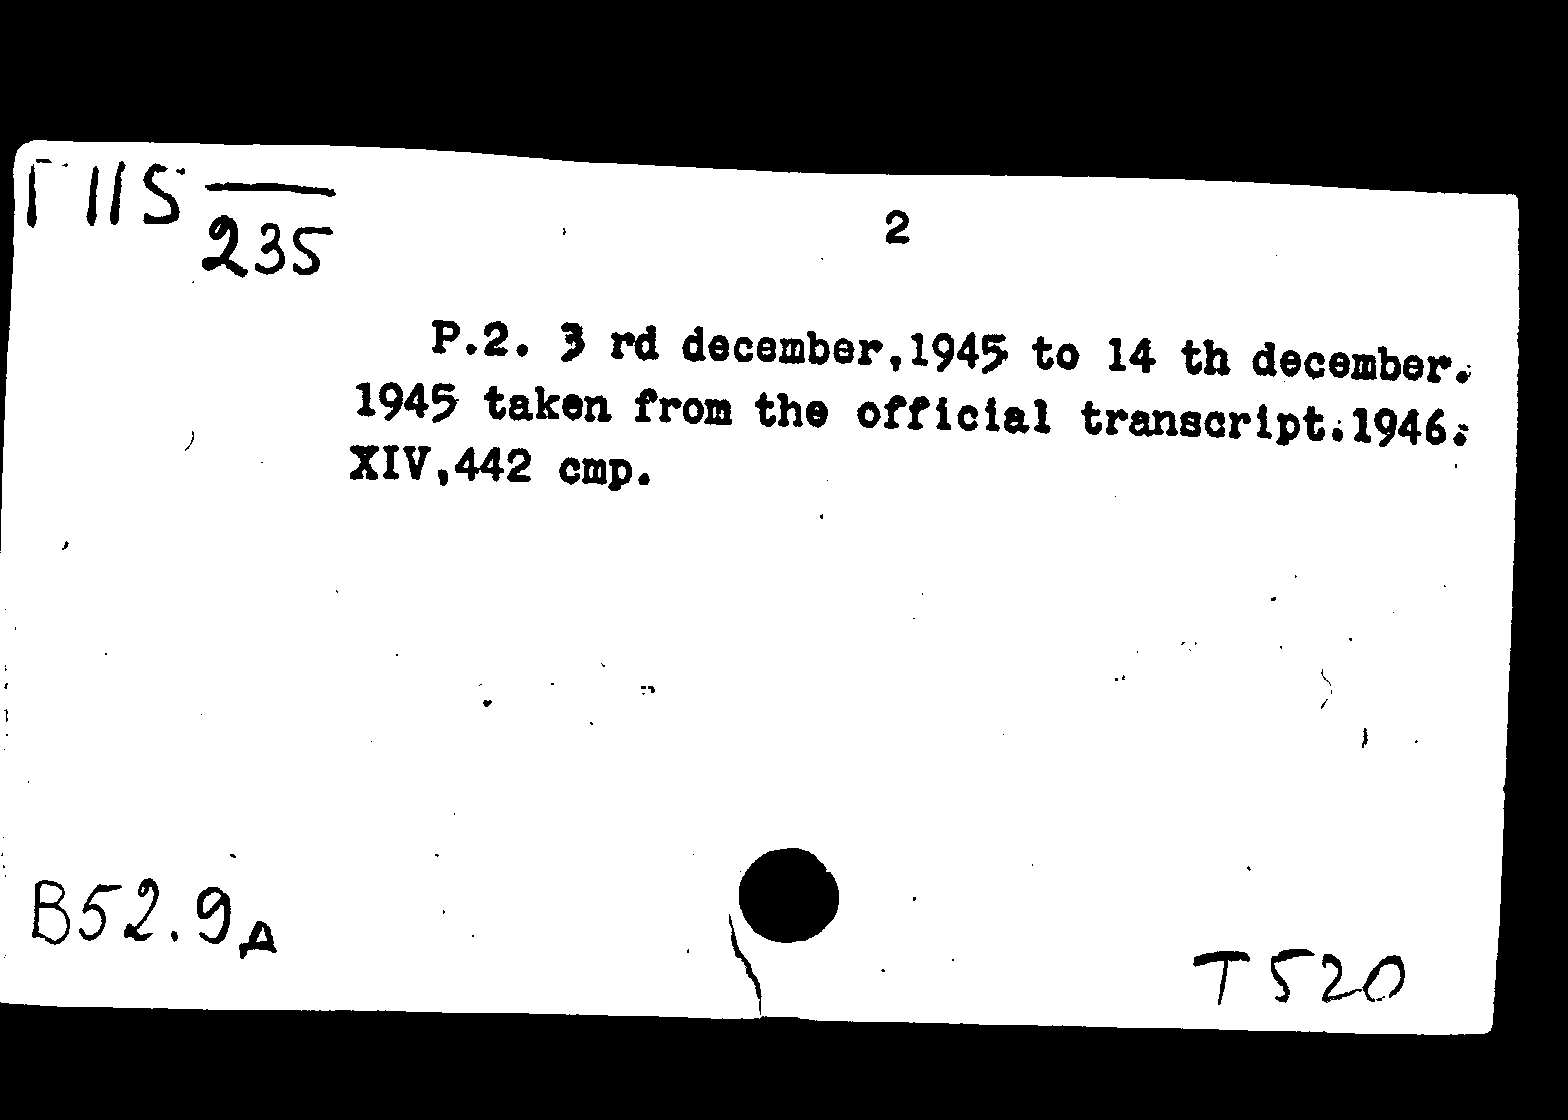 Г 115
235
2
P.2. 3 rd december,1945 to 14 th december.
1945 taken from the official transcript.1946.
XIV,442 cmp.
B52.9д
T520